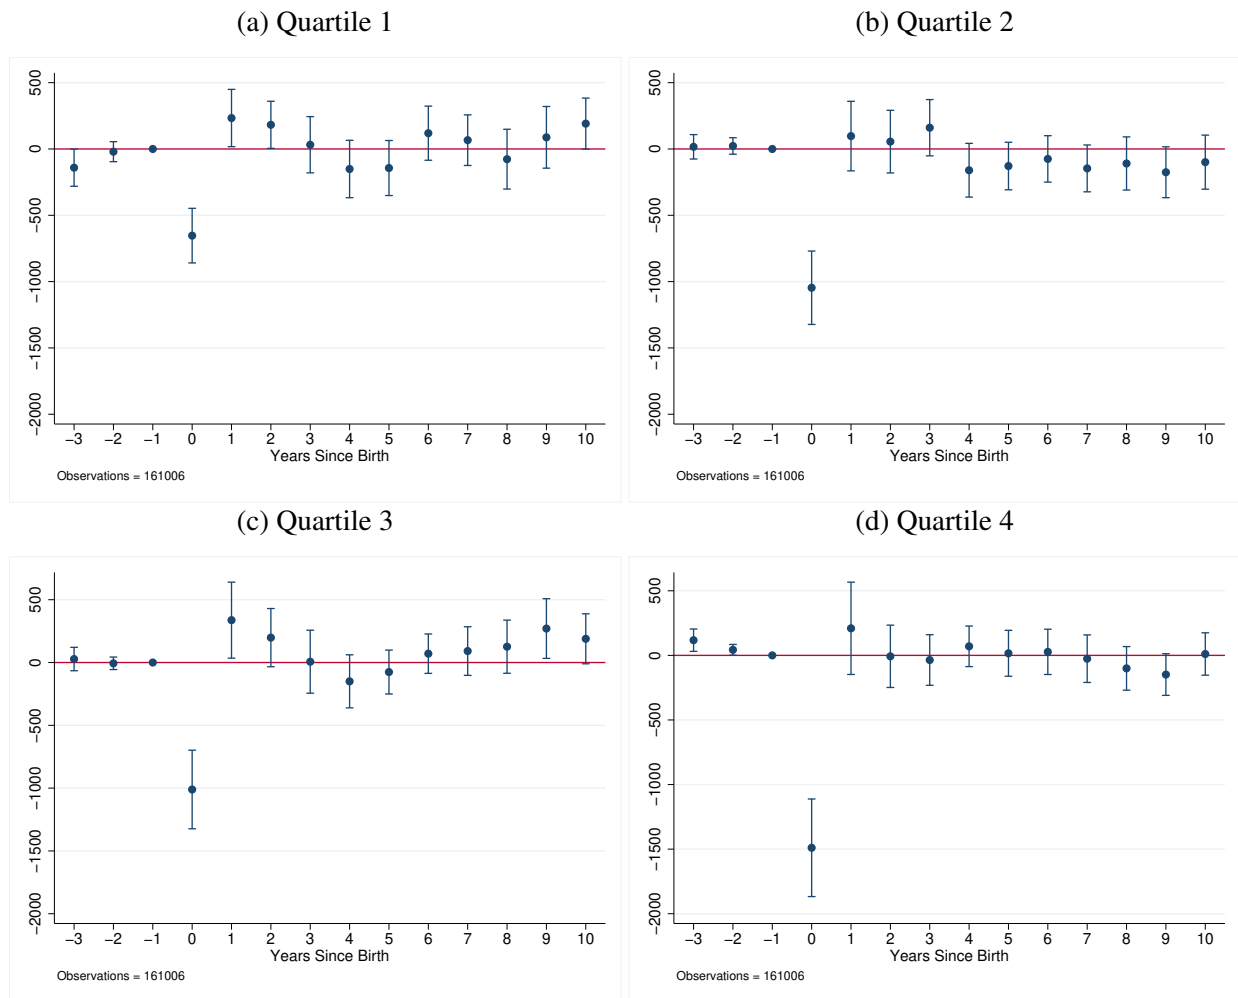 (a) Quartile 1
500
0
−500
−1000
−1500
−2000
−3 −2 −1 0 1 2 3 4 5 6 7 8 9 10
Years Since Birth
Observations = 161006
(b) Quartile 2
500
0
−500
−1000
−1500
−2000
−3 −2 −1 0 1 2 3 4 5 6 7 8 9 10
Years Since Birth
Observations = 161006
(c) Quartile 3
500
0
−500
−1000
−1500
−2000
−3 −2 −1 0 1 2 3 4 5 6 7 8 9 10
Years Since Birth
Observations = 161006
(d) Quartile 4
500
0
−500
−1000
−1500
−2000
−3 −2 −1 0 1 2 3 4 5 6 7 8 9 10
Years Since Birth
Observations = 161006